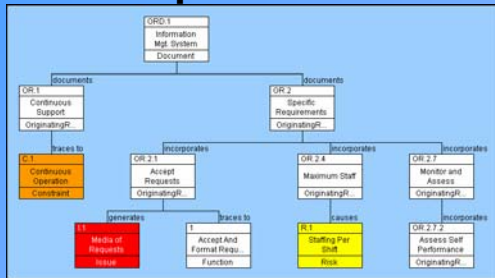 ORD.1
Information
Mgt. System
Document
documents
documents
OR.1
Continuous
Support
OriginatingR...
OR.2
Specific
Requirements
OriginatingR...
traces to
incorporates
incorporates
incorporates
C.1
Continuous
Operation
Constraint
OR.2.1
Accept
Requests
OriginatingR...
OR.2.4
Maximum Staff
OriginatingR...
OR.2.7
Monitor and
Assess
OriginatingR...
generates
traces to
causes
incorporates
I.1
Media of
Requests
Issue
1
Accept And
Format Requ...
Function
R.1
Staffing Per
Shift
Risk
OR.2.7.2
Assess Self
Performance
OriginatingR...